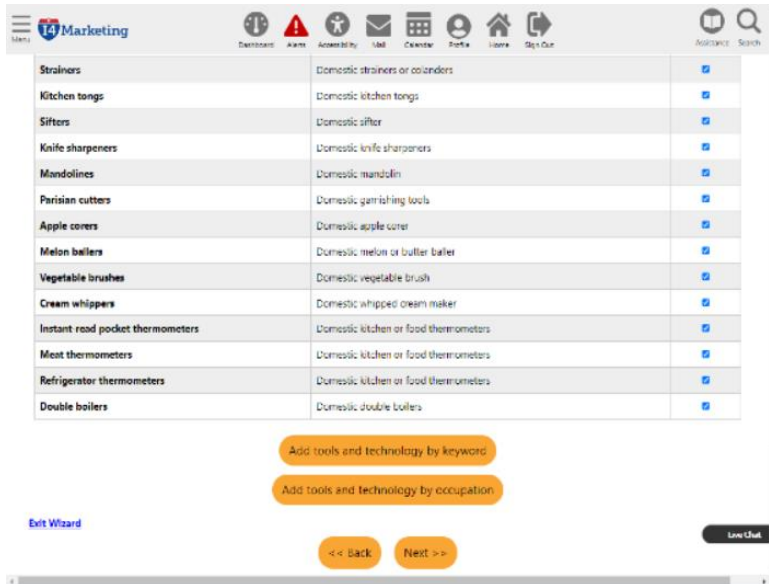 Menu
14 Marketing
Dashboard Alerts Accessibility Mail Calendar Profile Home Sign Out
Assistance Search
Strainers Domestic strainers or colanders
Kitchen tongs Domestic kitchen tongs
Sifters Domestic sifter
Knife sharpeners Domestic knife sharpeners
Mandolines Domestic mandolin
Parisian cutters Domestic garnishing tools
Apple corers Domestic apple corer
Melon ballers Domestic melon or butter baller
Vegetable brushes Domestic vegetable brush
Cream whippers Domestic whipped cream maker
Instant-read pocket thermometers Domestic kitchen or food thermometers
Meat thermometers Domestic kitchen or food thermometers
Refrigerator thermometers Domestic kitchen or food thermometers
Double boilers Domestic double boilers
Add tools and technology by keyword
Add tools and technology by occupation
Exit Wizard
Live Chat
<< Back Next >>